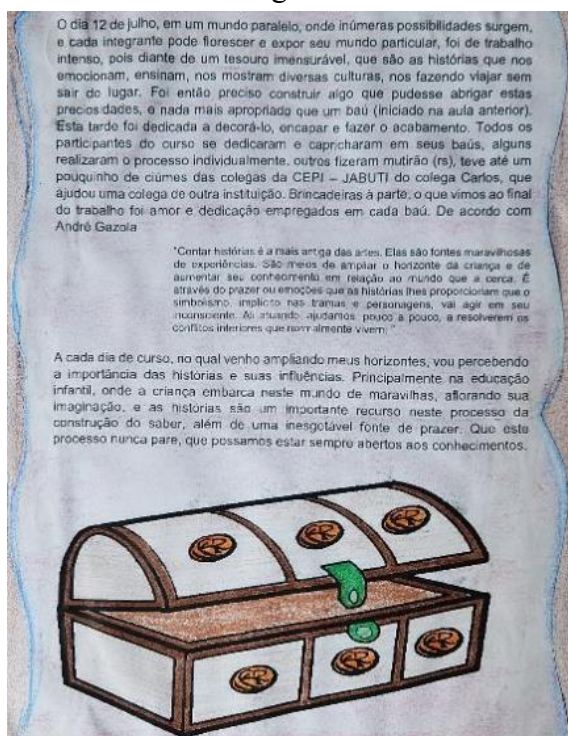 O dia 12 de julho, em um mundo paralelo, onde inúmeras possibilidades surgem,
e cada integrante pode florescer e expor seu mundo particular, foi de trabalho
intenso, pois diante de um tesouro imensurável, que são as histórias que nos
emocionam, ensinam, nos mostram diversas culturas, nos fazendo viajar sem
sair do lugar. Foi então preciso construir algo que pudesse abrigar estas
preciosidades, e nada mais apropriado que um baú (iniciado na aula anterior).
Esta tarde foi dedicada a decorá-lo, encapar e fazer o acabamento. Todos os
participantes do curso se dedicaram e capricharam em seus baús, alguns
realizaram o processo individualmente, outros fizeram mutirão (rs), teve até um
pouquinho de ciúmes das colegas da CEPI – JABUTI do colega Carlos, que
ajudou uma colega de outra instituição. Brincadeiras à parte, o que vimos ao final
do trabalho foi amor e dedicação empregados em cada baú. De acordo com
André Gazola
"Contar histórias é a mais antiga das artes. Elas são fontes maravilhosas
de experiências. São meios de ampliar o horizonte da criança e de
aumentar seu conhecimento em relação ao mundo que a cerca. É
através do prazer ou emoções que as histórias lhes proporcionam que o
simbolismo, implícito nas tramas e personagens, vai agir em seu
inconsciente. Ali atuando, ajudamos pouco a pouco, a resolverem os
conflitos interiores que normalmente vivem. "
A cada dia de curso, no qual venho ampliando meus horizontes, vou percebendo
a importância das histórias e suas influências. Principalmente na educação
infantil, onde a criança embarca neste mundo de maravilhas, aflorando sua
imaginação, e as histórias são um importante recurso neste processo da
construção do saber, além de uma inesgotável fonte de prazer. Que este
processo nunca pare, que possamos estar sempre abertos aos conhecimentos.